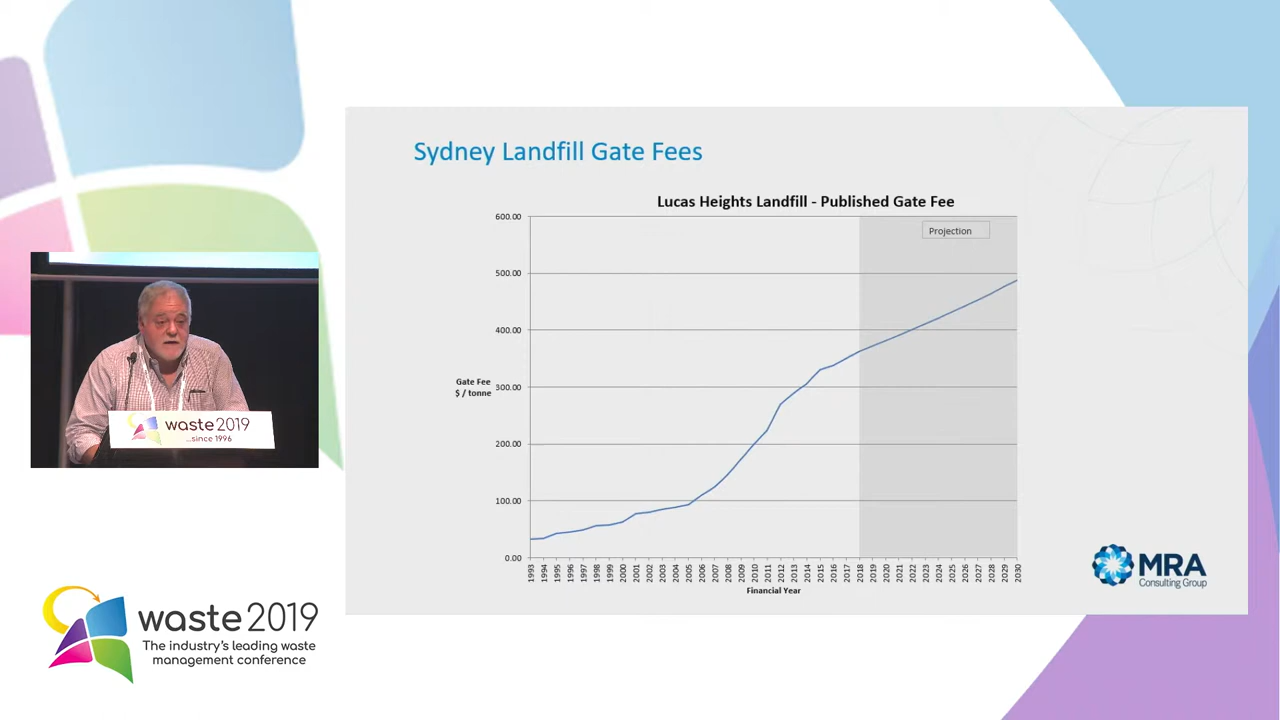 Sydney Landfill Gate Fees
Lucas Heights Landfill - Published Gate Fee
Projection
600.00
500.00
400.00
300.00
200.00
100.00
0.00
Gate Fee
$ / tonne
1993 1994 1995 1996 1997 1998 1999 2000 2001 2002 2003 2004 2005 2006 2007 2008 2009 2010 2011 2012 2013 2014 2015 2016 2017 2018 2019 2020 2021 2022 2023 2024 2025 2026 2027 2028 2029 2030
Financial Year
MRA
Consulting Group
waste2019
...since 1996
waste2019
The industry's leading waste
management conference